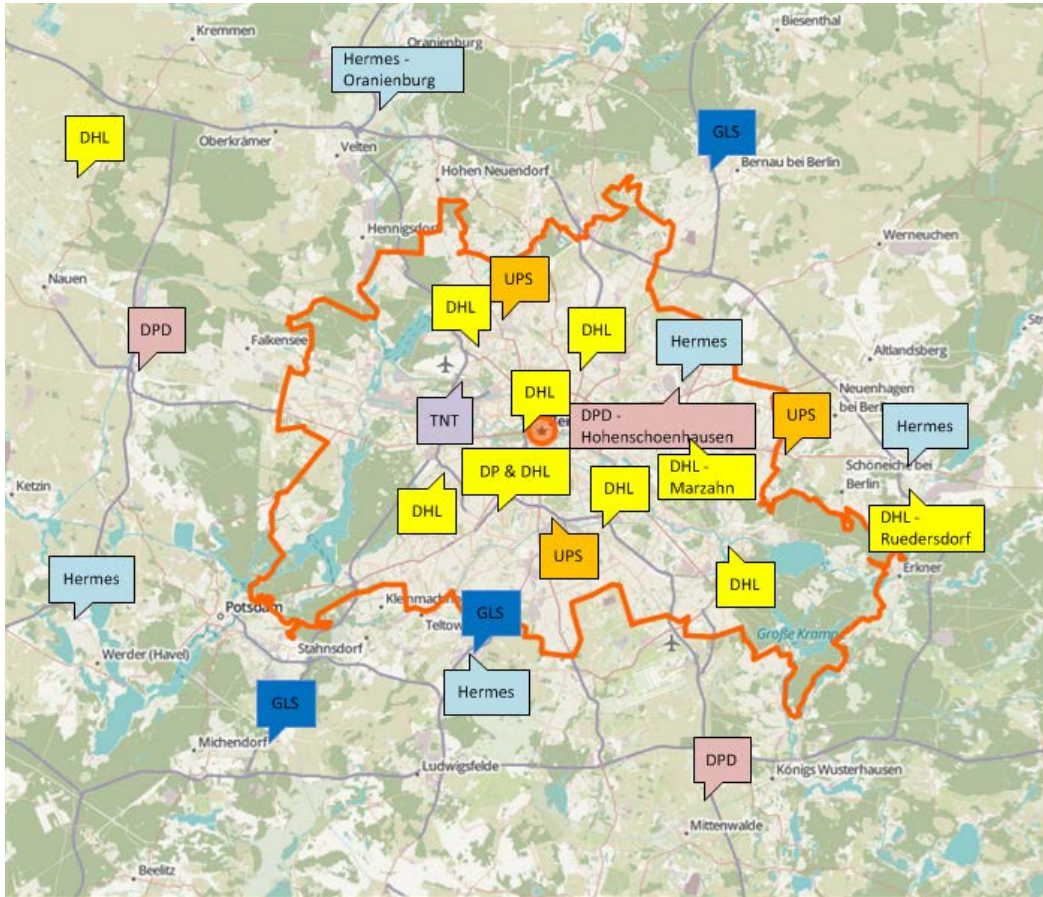 Kremmen
Oranienburg
Biesenthal
Hermes -
Oranienburg
DHL
Oberkrämer
Velten
GLS
Bernau bei Berlin
Hohen Neuendorf
Hennigsdorf
Werneuchen
Nauen
UPS
DHL
DHL
DPD
Falkensee
Hermes
Altlandsberg
DHL
Neuenhagen
bei Berlin
TNT
DPD -
Hohenschoenhausen
UPS
Hermes
DP & DHL
DHL -
Marzahn
Schöneiche bei
Berlin
Ketzin
DHL
DHL
DHL -
Ruedersdorf
UPS
Hermes
DHL
Erkner
Potsdam
GLS
Teltow
Stahnsdorf
Große Krampe
Werder (Havel)
Hermes
GLS
Michendorf
Ludwigsfelde
DPD
Königs Wusterhausen
Mittenwalde
Beelitz